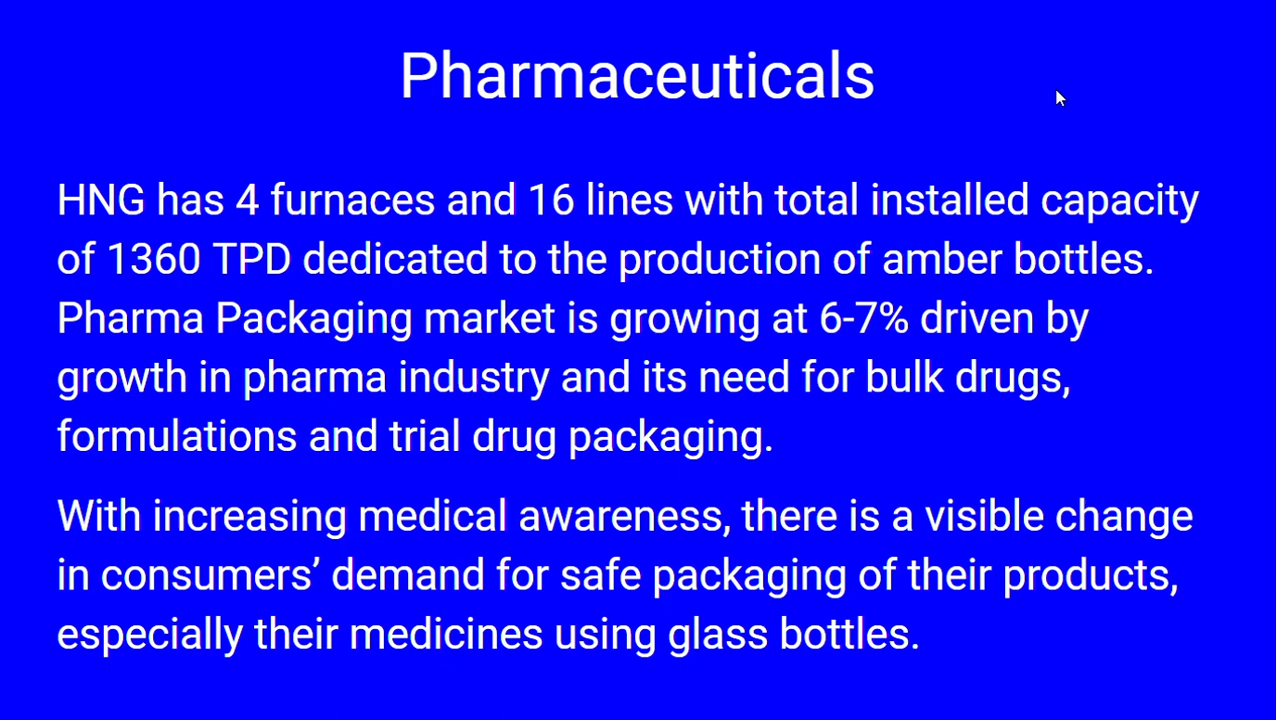 Pharmaceuticals
HNG has 4 furnaces and 16 lines with total installed capacity
of 1360 TPD dedicated to the production of amber bottles.
Pharma Packaging market is growing at 6-7% driven by
growth in pharma industry and its need for bulk drugs,
formulations and trial drug packaging.
With increasing medical awareness, there is a visible change
in consumers’ demand for safe packaging of their products,
especially their medicines using glass bottles.